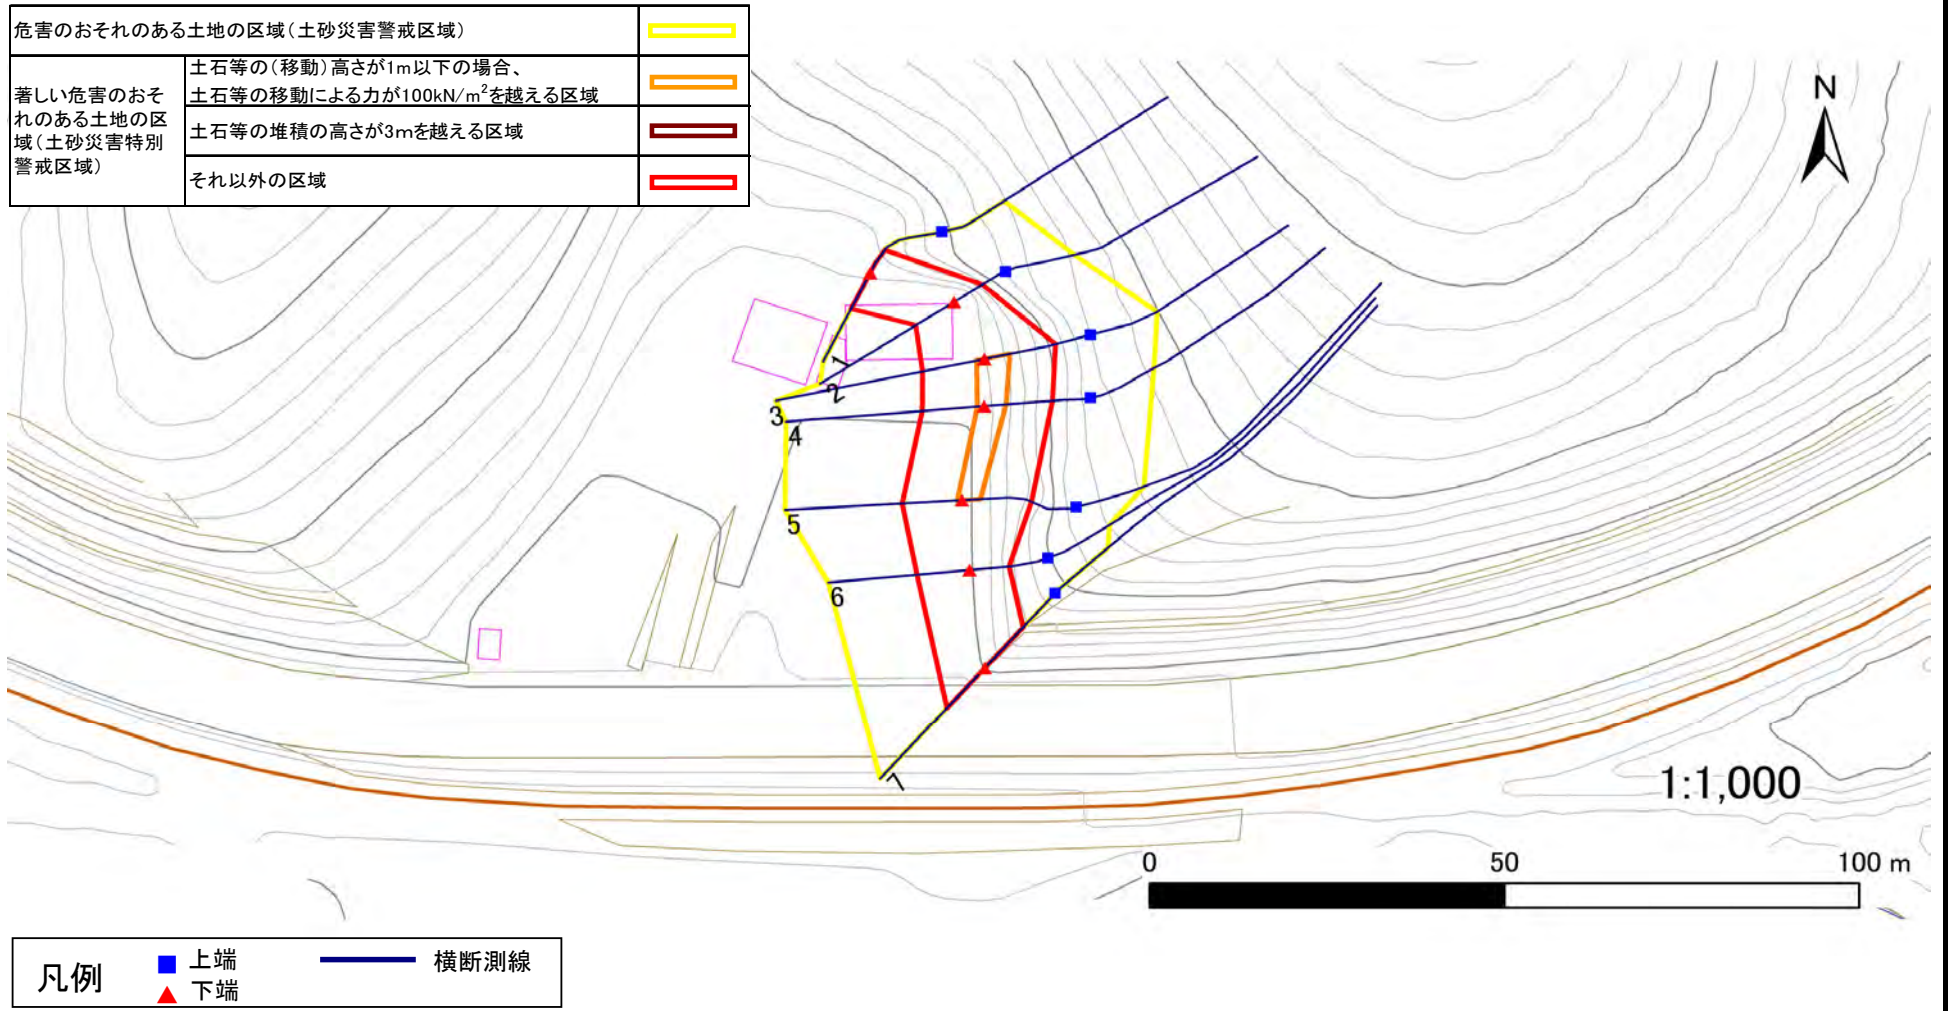 危害のおそれのある土地の区域(土砂災害警戒区域)
著しい危害のおそ
れのある土地の区
域(土砂災害特別
警戒区域)
土石等の(移動)高さが1m以下の場合、
土石等の移動による力が100kN/m²を越える区域
土石等の堆積の高さが3mを越える区域
それ以外の区域
N
1
2
3
4
5
6
7
1:1,000
0 50 100 m
凡例
上端
下端
横断測線